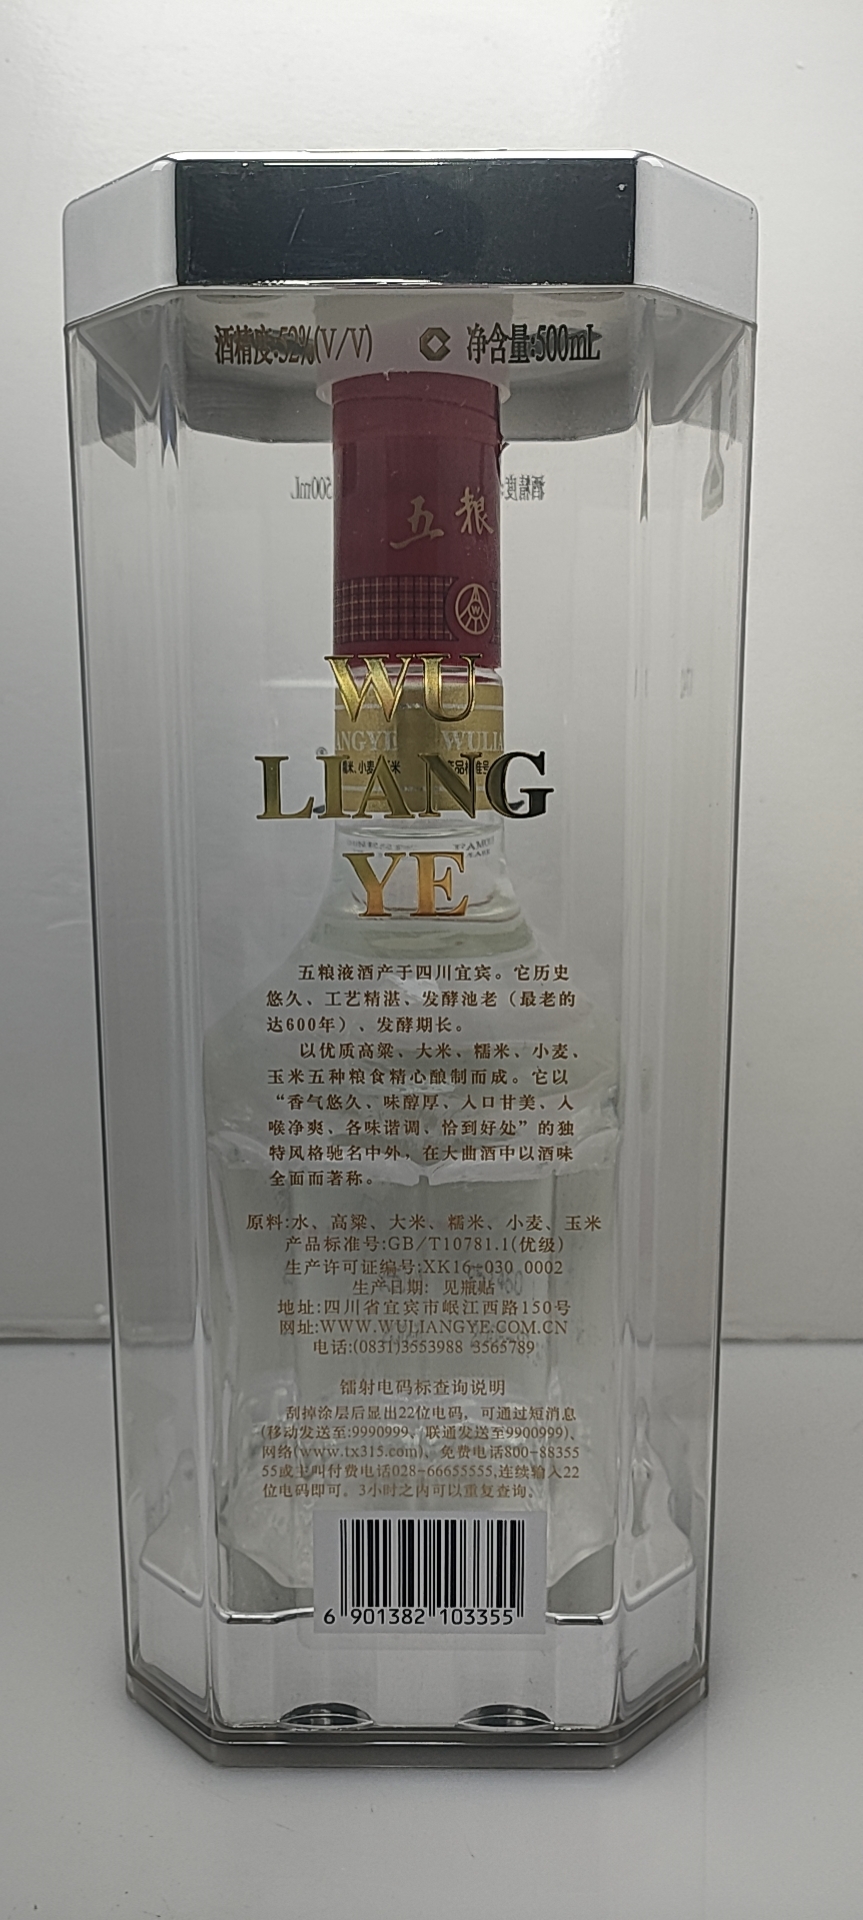 酒精度:52%(V/V) 净含量:500mL
五粮
WU
LIANG
YE
五粮液酒产于四川宜宾。它历史
悠久、工艺精湛、发酵池老（最老的
达600年）、发酵期长。
以优质高粱、大米、糯米、小麦、
玉米五种粮食精心酿制而成。它以
“香气悠久、味醇厚、入口甘美、入
喉净爽、各味谐调、恰到好处”的独
特风格驰名中外，在大曲酒中以酒味
全面而著称。
原料:水、高粱、大米、糯米、小麦、玉米
产品标准号:GB/T10781.1(优级)
生产许可证编号:XK16-030 0002
生产日期: 见瓶贴
地址:四川省宜宾市岷江西路150号
网址:WWW.WULIANGYE.COM.CN
电话:(0831)3553988 3565789
镭射电码标查询说明
刮掉涂层后显出22位电码，可通过短消息
(移动发送至:9990999、联通发送至9900999)、
网络(www.tx315.com)、免费电话800-88355
55或主叫付费电话028-66655555,连续输入22
位电码即可。3小时之内可以重复查询。
6 901382 103355